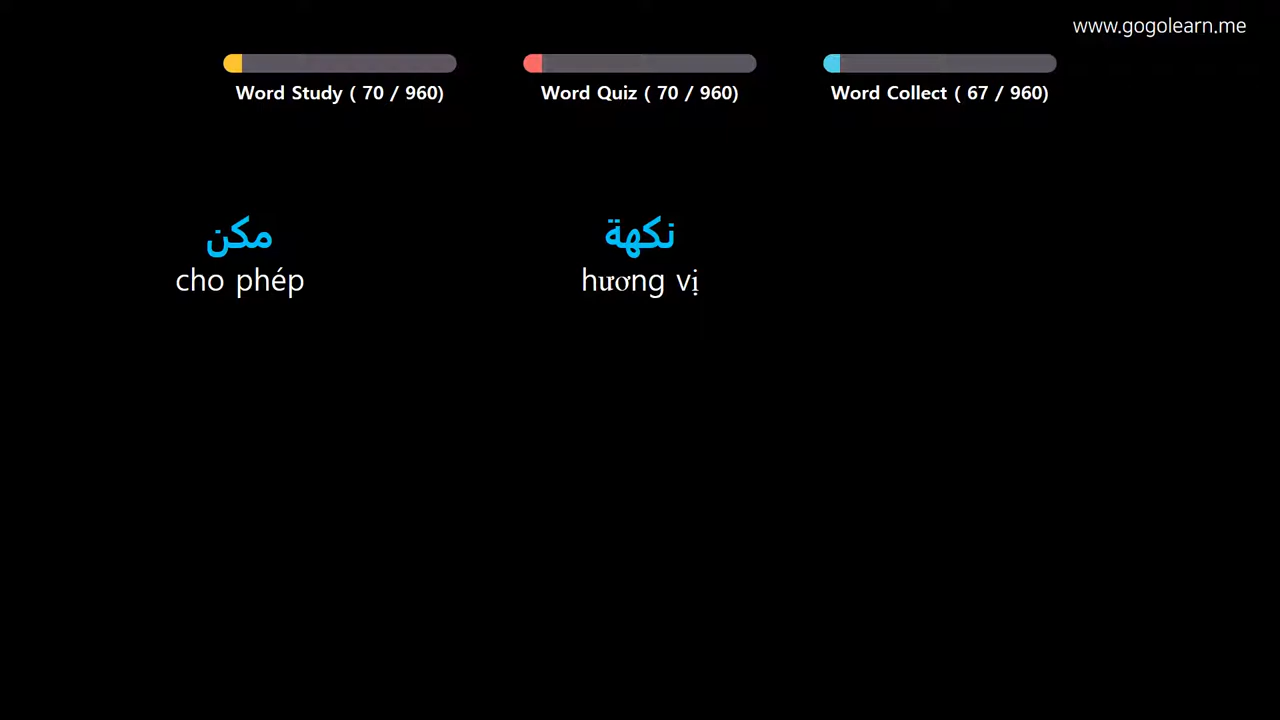 www.gogolearn.me
Word Study ( 70 / 960)
Word Quiz ( 70 / 960)
Word Collect ( 67 / 960)
مكن
cho phép
نكهة
hương vị